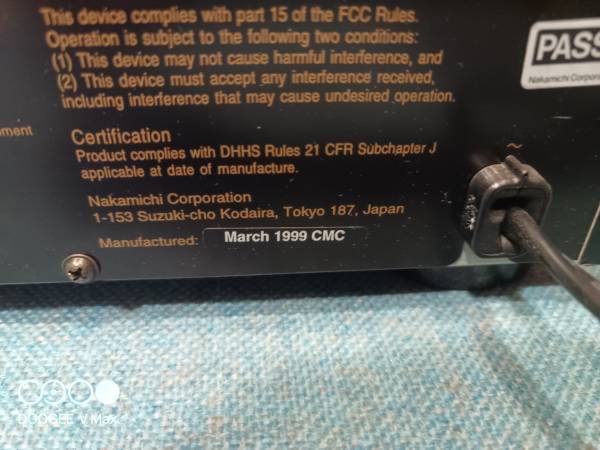 This device complies with part 15 of the FCC Rules.
Operation is subject to the following two conditions:
(1) This device may not cause harmful interference, and
(2) This device must accept any interference received,
including interference that may cause undesired operation.
PASS
Nakamichi
Certification
Product complies with DHHS Rules 21 CFR Subchapter J
applicable at date of manufacture.
Nakamichi Corporation
1-153 Suzuki-cho Kodaira, Tokyo 187, Japan
Manufactured: March 1999 CMC
~
DOOGEE V Max